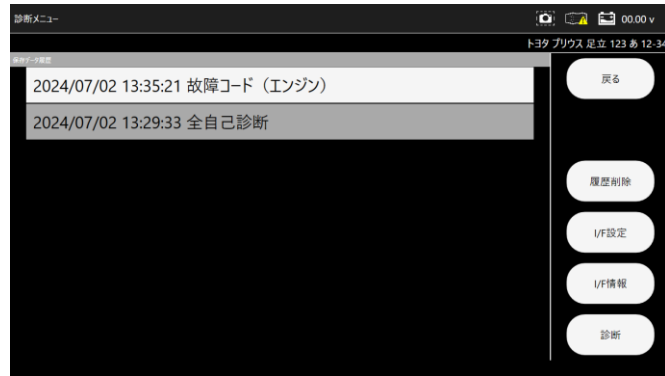 診断メニュー
00.00 v
トヨタ プリウス 足立 123 あ 12-34
保存データ履歴
2024/07/02 13:35:21 故障コード（エンジン）
2024/07/02 13:29:33 全自己診断
戻る
履歴削除
I/F設定
I/F情報
診断